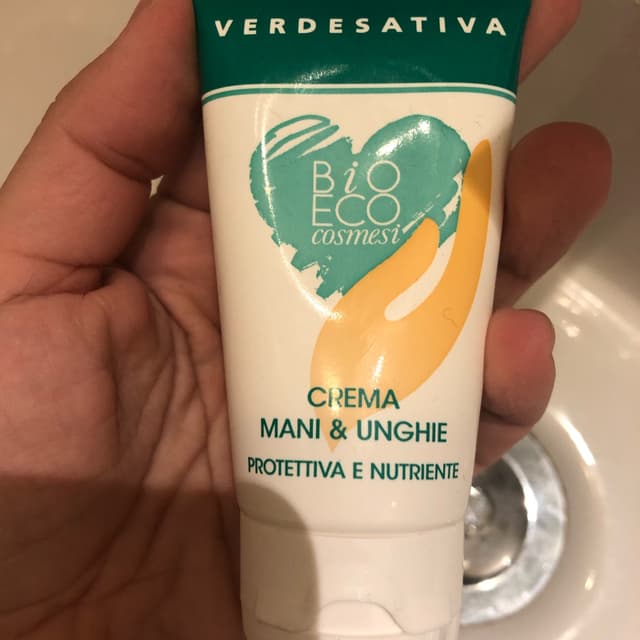 VERDESATIVA
BiO
ECO
cosmesi
CREMA
MANI & UNGHIE
PROTETTIVA E NUTRIENTE